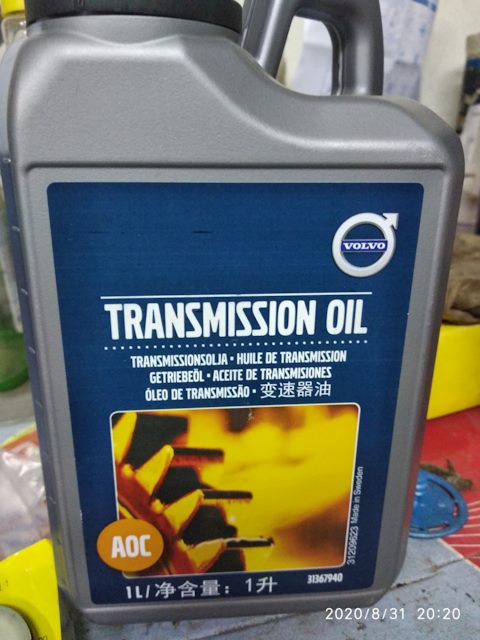 VOLVO
TRANSMISSION OIL
TRANSMISSIONSOLJA • HUILE DE TRANSMISSION
GETRIEBEÖL • ACEITE DE TRANSMISIONES
ÓLEO DE TRANSMISSÃO • 变速器油
31209623 Made in Sweden
AOC
1L/净含量：1升
31367940
2020/8/31 20:20